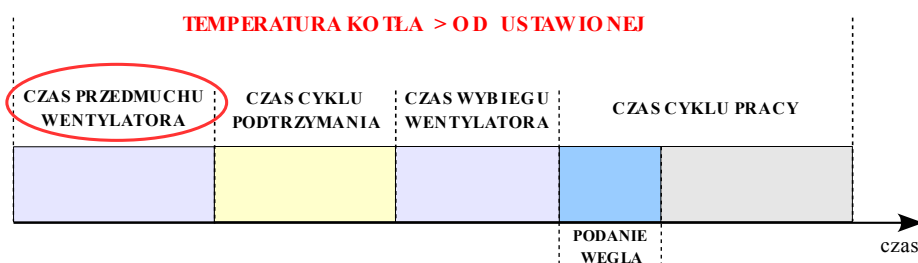 TEMPERATURA KOTŁA > OD USTAWIONEJ
CZAS PRZEDMUCHU
WENTYLATORA
CZAS CYKLU
PODTRZYMANIA
CZAS WYBIEGU
WENTYLATORA
CZAS CYKLU PRACY
PODANIE
WEGLA
czas